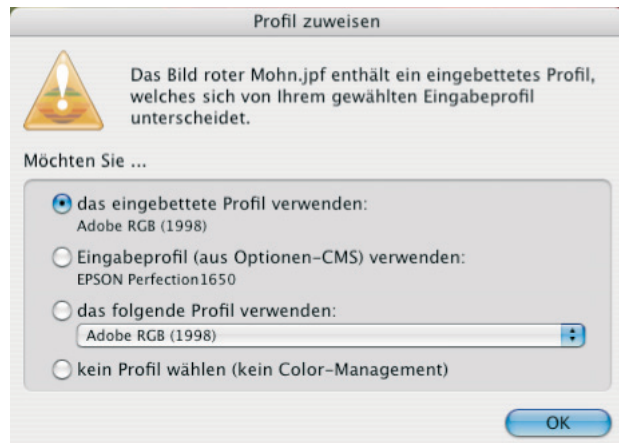 Profil zuweisen
Das Bild roter Mohn.jpf enthält ein eingebettetes Profil,
welches sich von Ihrem gewählten Eingabeprofil
unterscheidet.
Möchten Sie ...
das eingebettete Profil verwenden:
Adobe RGB (1998)
Eingabeprofil (aus Optionen-CMS) verwenden:
EPSON Perfection1650
das folgende Profil verwenden:
Adobe RGB (1998)
kein Profil wählen (kein Color-Management)
OK